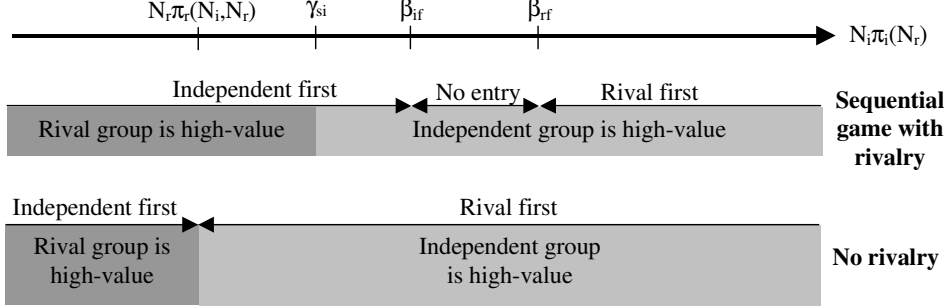 Nᵣπᵣ(Nᵢ,Nᵣ) γₛᵢ βif βrf
Nᵢπᵢ(Nᵣ)
Independent first No entry Rival first
Rival group is high-value Independent group is high-value
Sequential
game with
rivalry
Independent first Rival first
Rival group is
high-value
Independent group
is high-value
No rivalry